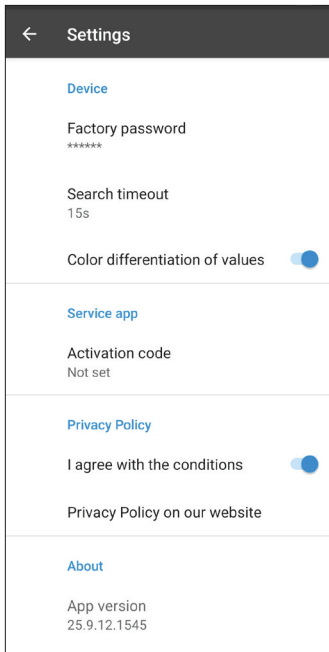 Settings
Device
Factory password
******
Search timeout
15s
Color differentiation of values
Service app
Activation code
Not set
Privacy Policy
I agree with the conditions
Privacy Policy on our website
About
App version
25.9.12.1545